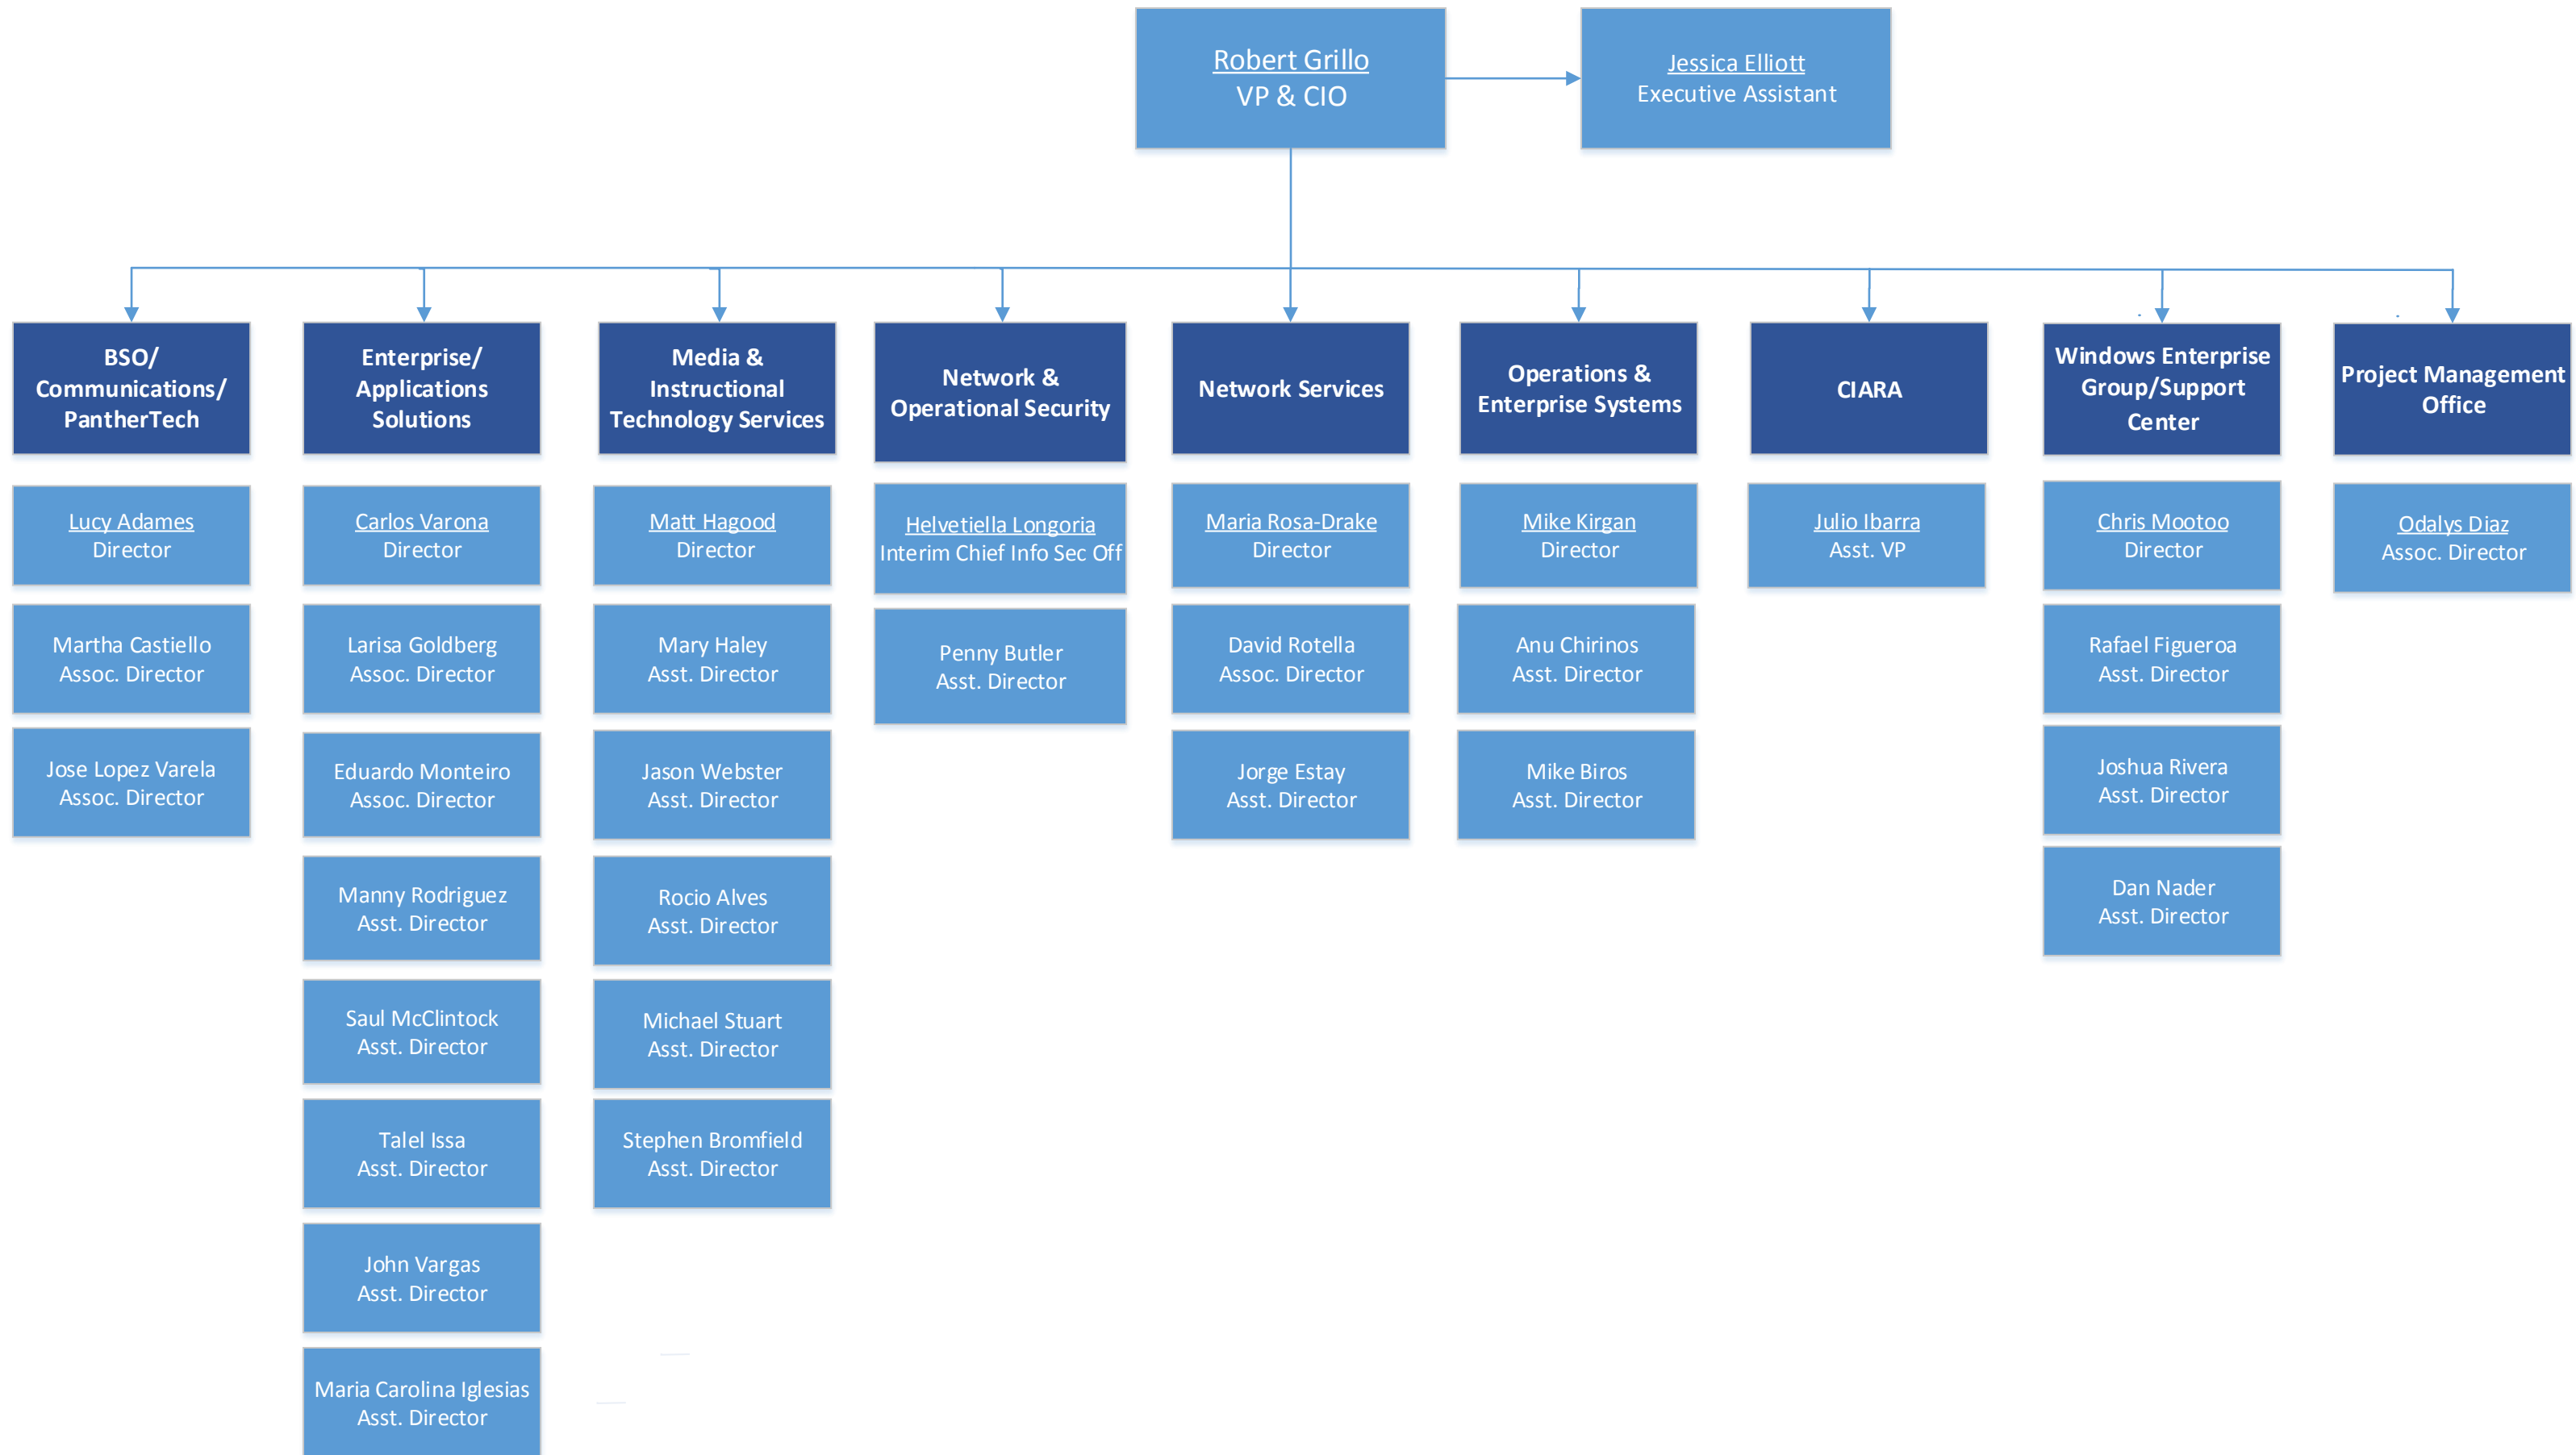 Robert Grillo
VP & CIO
Jessica Elliott
Executive Assistant
BSO/
Communications/
PantherTech
Enterprise/
Applications
Solutions
Media &
Instructional
Technology Services
Network &
Operational Security
Network Services
Operations &
Enterprise Systems
CIARA
Windows Enterprise
Group/Support
Center
Project Management
Office
Lucy Adames
Director
Martha Castiello
Assoc. Director
Jose Lopez Varela
Assoc. Director
Carlos Varona
Director
Larisa Goldberg
Assoc. Director
Eduardo Monteiro
Assoc. Director
Manny Rodriguez
Asst. Director
Saul McClintock
Asst. Director
Talel Issa
Asst. Director
John Vargas
Asst. Director
Maria Carolina Iglesias
Asst. Director
Matt Hagood
Director
Mary Haley
Asst. Director
Jason Webster
Asst. Director
Rocio Alves
Asst. Director
Michael Stuart
Asst. Director
Stephen Bromfield
Asst. Director
Helvetiella Longoria
Interim Chief Info Sec Off
Penny Butler
Asst. Director
Maria Rosa-Drake
Director
David Rotella
Assoc. Director
Jorge Estay
Asst. Director
Mike Kirgan
Director
Anu Chirinos
Asst. Director
Mike Biros
Asst. Director
Julio Ibarra
Asst. VP
Chris Mootoo
Director
Rafael Figueroa
Asst. Director
Joshua Rivera
Asst. Director
Dan Nader
Asst. Director
Odalys Diaz
Assoc. Director